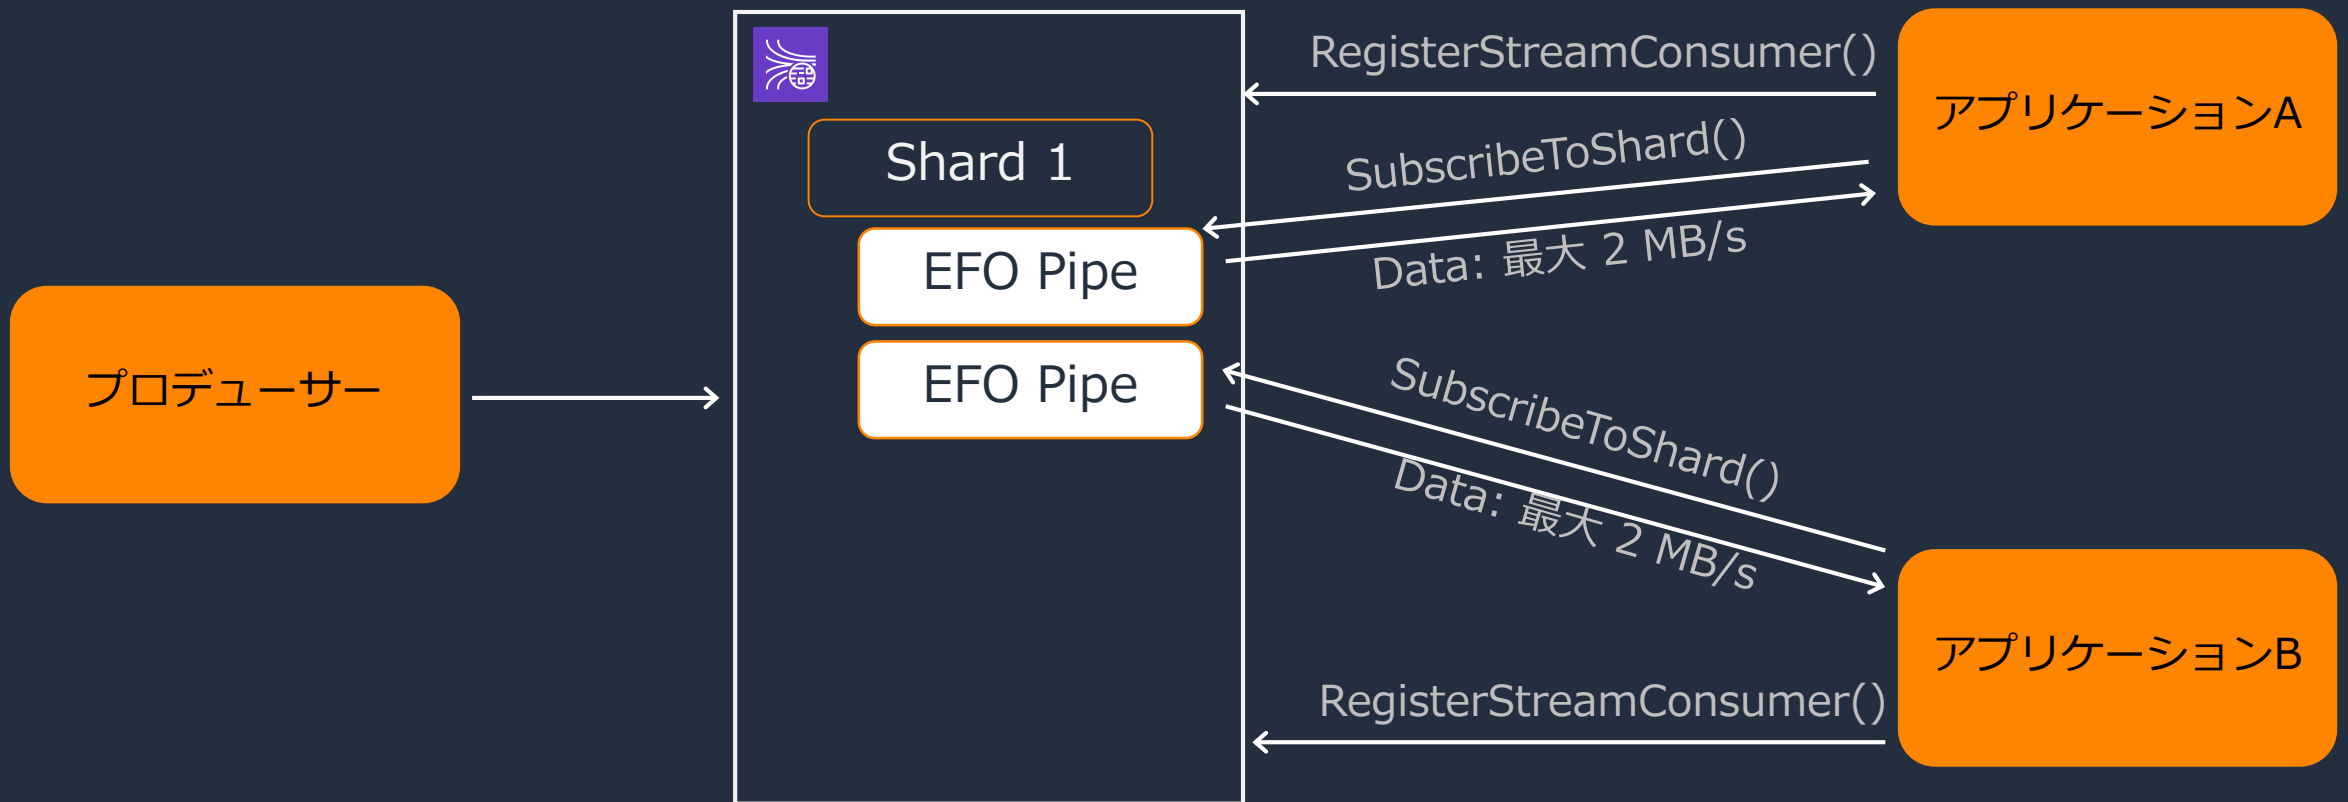 プロデューサー
Shard 1
EFO Pipe
EFO Pipe
RegisterStreamConsumer()
SubscribeToShard()
Data: 最大 2 MB/s
アプリケーションA
SubscribeToShard()
Data: 最大 2 MB/s
RegisterStreamConsumer()
アプリケーションB